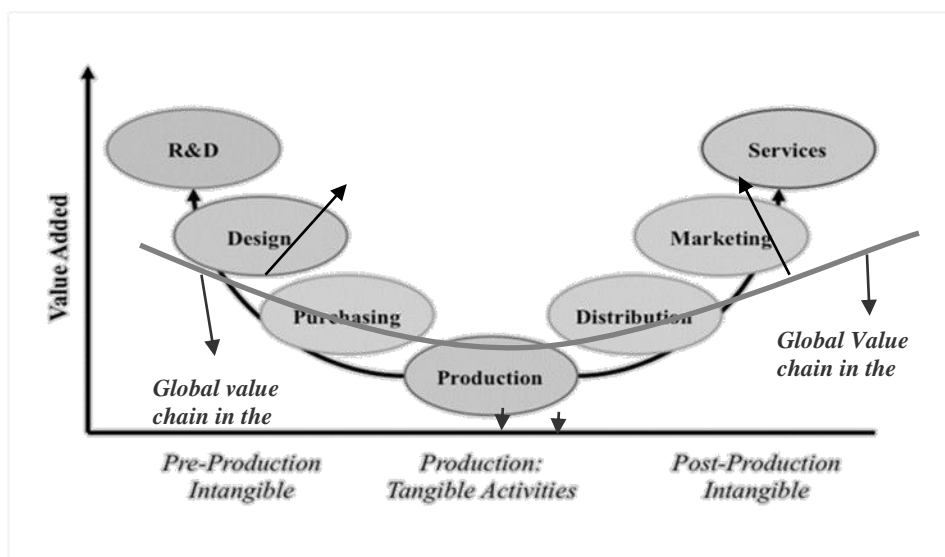 Value Added
R&D
Services
Design
Marketing
Purchasing
Distribution
Production
Global value
chain in the
Global Value
chain in the
Pre-Production
Intangible
Production:
Tangible Activities
Post-Production
Intangible